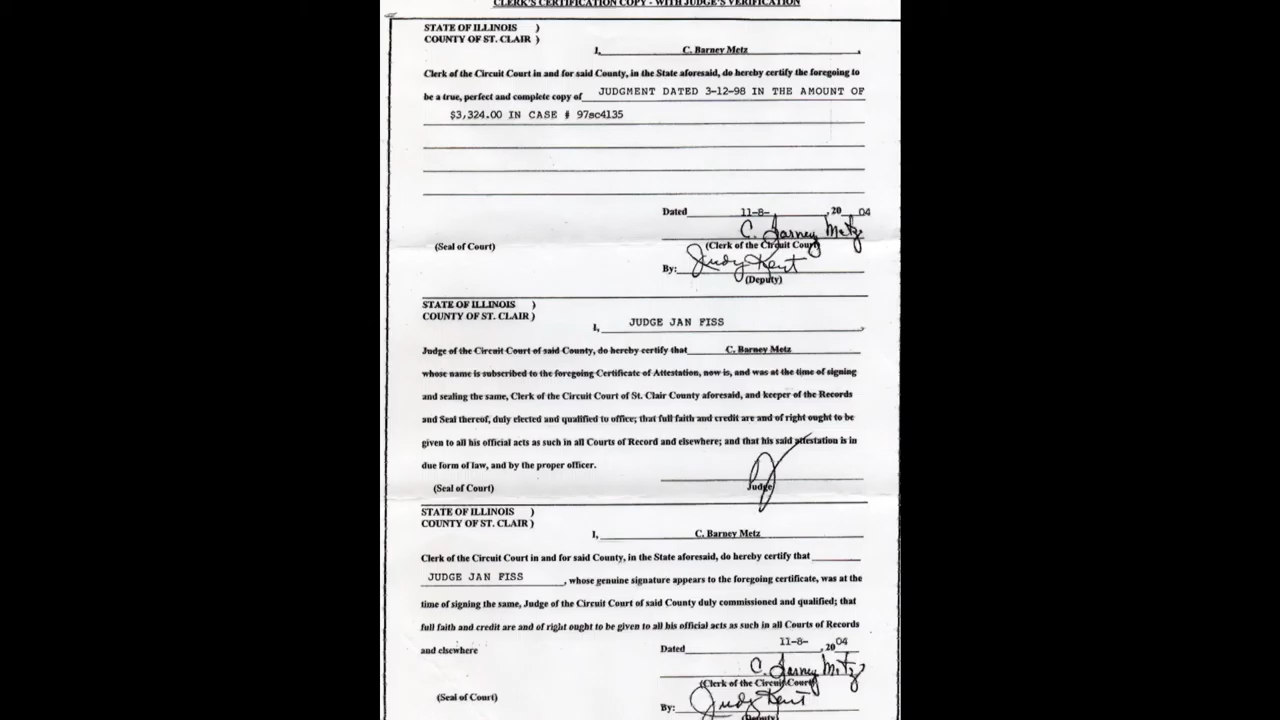 CLERK'S CERTIFICATION COPY - WITH JUDGE'S VERIFICATION
STATE OF ILLINOIS )
COUNTY OF ST. CLAIR )
I, C. Barney Metz ,
Clerk of the Circuit Court in and for said County, in the State aforesaid, do hereby certify the foregoing to
be a true, perfect and complete copy of JUDGMENT DATED 3-12-98 IN THE AMOUNT OF
$3,324.00 IN CASE # 97sc4135
Dated 11-8- , 20 04
C. Barney Metz
(Seal of Court) (Clerk of the Circuit Court)
By: Judy Kent
(Deputy)
STATE OF ILLINOIS )
COUNTY OF ST. CLAIR )
I, JUDGE JAN FISS ,
Judge of the Circuit Court of said County, do hereby certify that C. Barney Metz
whose name is subscribed to the foregoing Certificate of Attestation, now is, and was at the time of signing
and sealing the same, Clerk of the Circuit Court of St. Clair County aforesaid, and keeper of the Records
and Seal thereof, duly elected and qualified to office; that full faith and credit are and of right ought to be
given to all his official acts as such in all Courts of Record and elsewhere; and that his said attestation is in
due form of law, and by the proper officer.
(Seal of Court) Judge
STATE OF ILLINOIS )
COUNTY OF ST. CLAIR )
I, C. Barney Metz
Clerk of the Circuit Court in and for said County, in the State aforesaid, do hereby certify that
JUDGE JAN FISS , whose genuine signature appears to the foregoing certificate, was at the
time of signing the same, Judge of the Circuit Court of said County duly commissioned and qualified; that
full faith and credit are and of right ought to be given to all his official acts as such in all Courts of Records
and elsewhere Dated 11-8- , 20 04
C. Barney Metz
(Clerk of the Circuit Court)
(Seal of Court) By: Judy Kent
(Deputy)